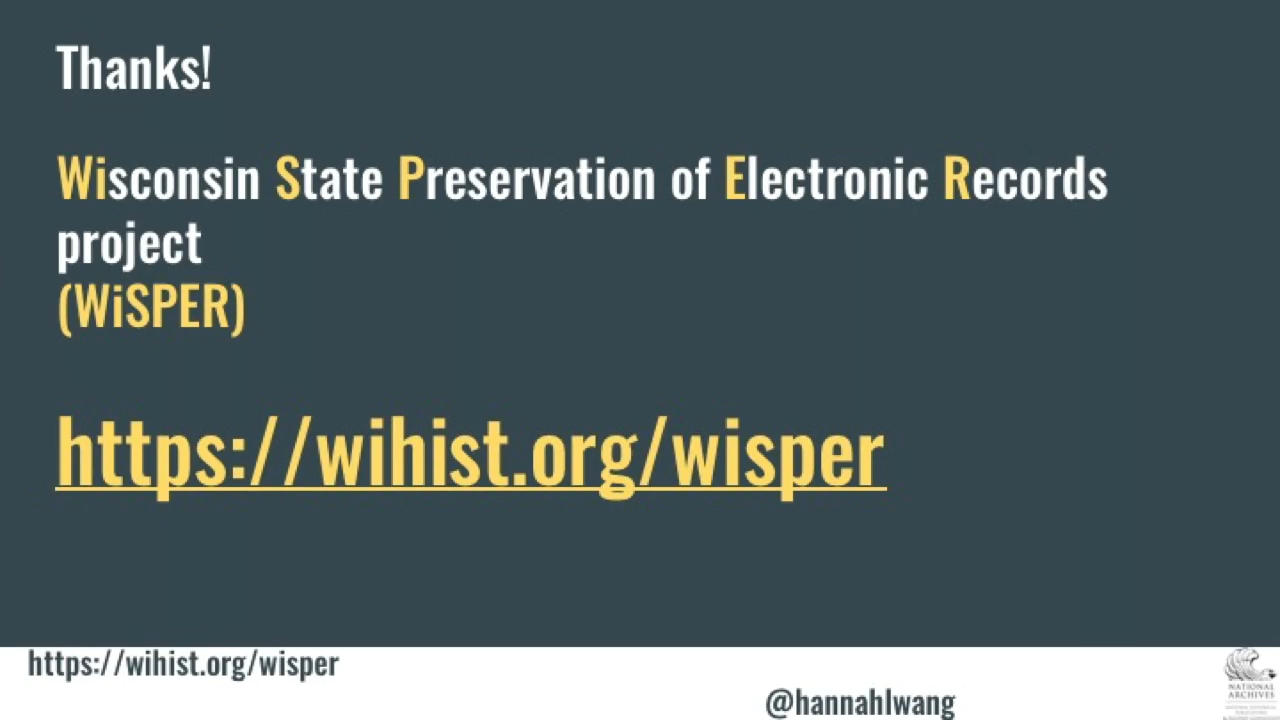 Thanks!
Wisconsin State Preservation of Electronic Records
project
(WiSPER)
https://wihist.org/wisper
https://wihist.org/wisper
@hannahlwang
NATIONAL
ARCHIVES